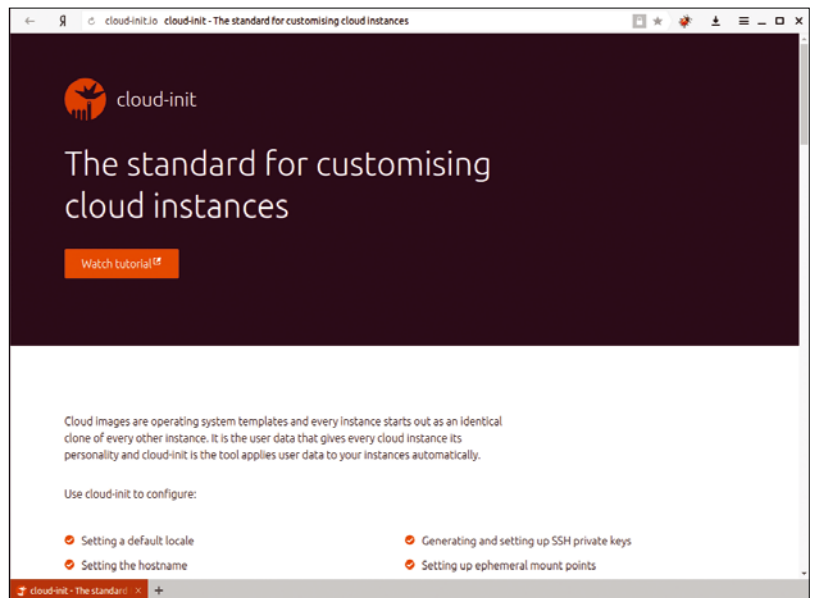 Я cloud-init.io cloud-init - The standard for customising cloud instances
cloud-init
The standard for customising
cloud instances
Watch tutorial
Cloud images are operating system templates and every instance starts out as an identical
clone of every other instance. It is the user data that gives every cloud instance its
personality and cloud-init is the tool applies user data to your instances automatically.
Use cloud-init to configure:
Setting a default locale
Generating and setting up SSH private keys
Setting the hostname
Setting up ephemeral mount points
cloud-init - The standard